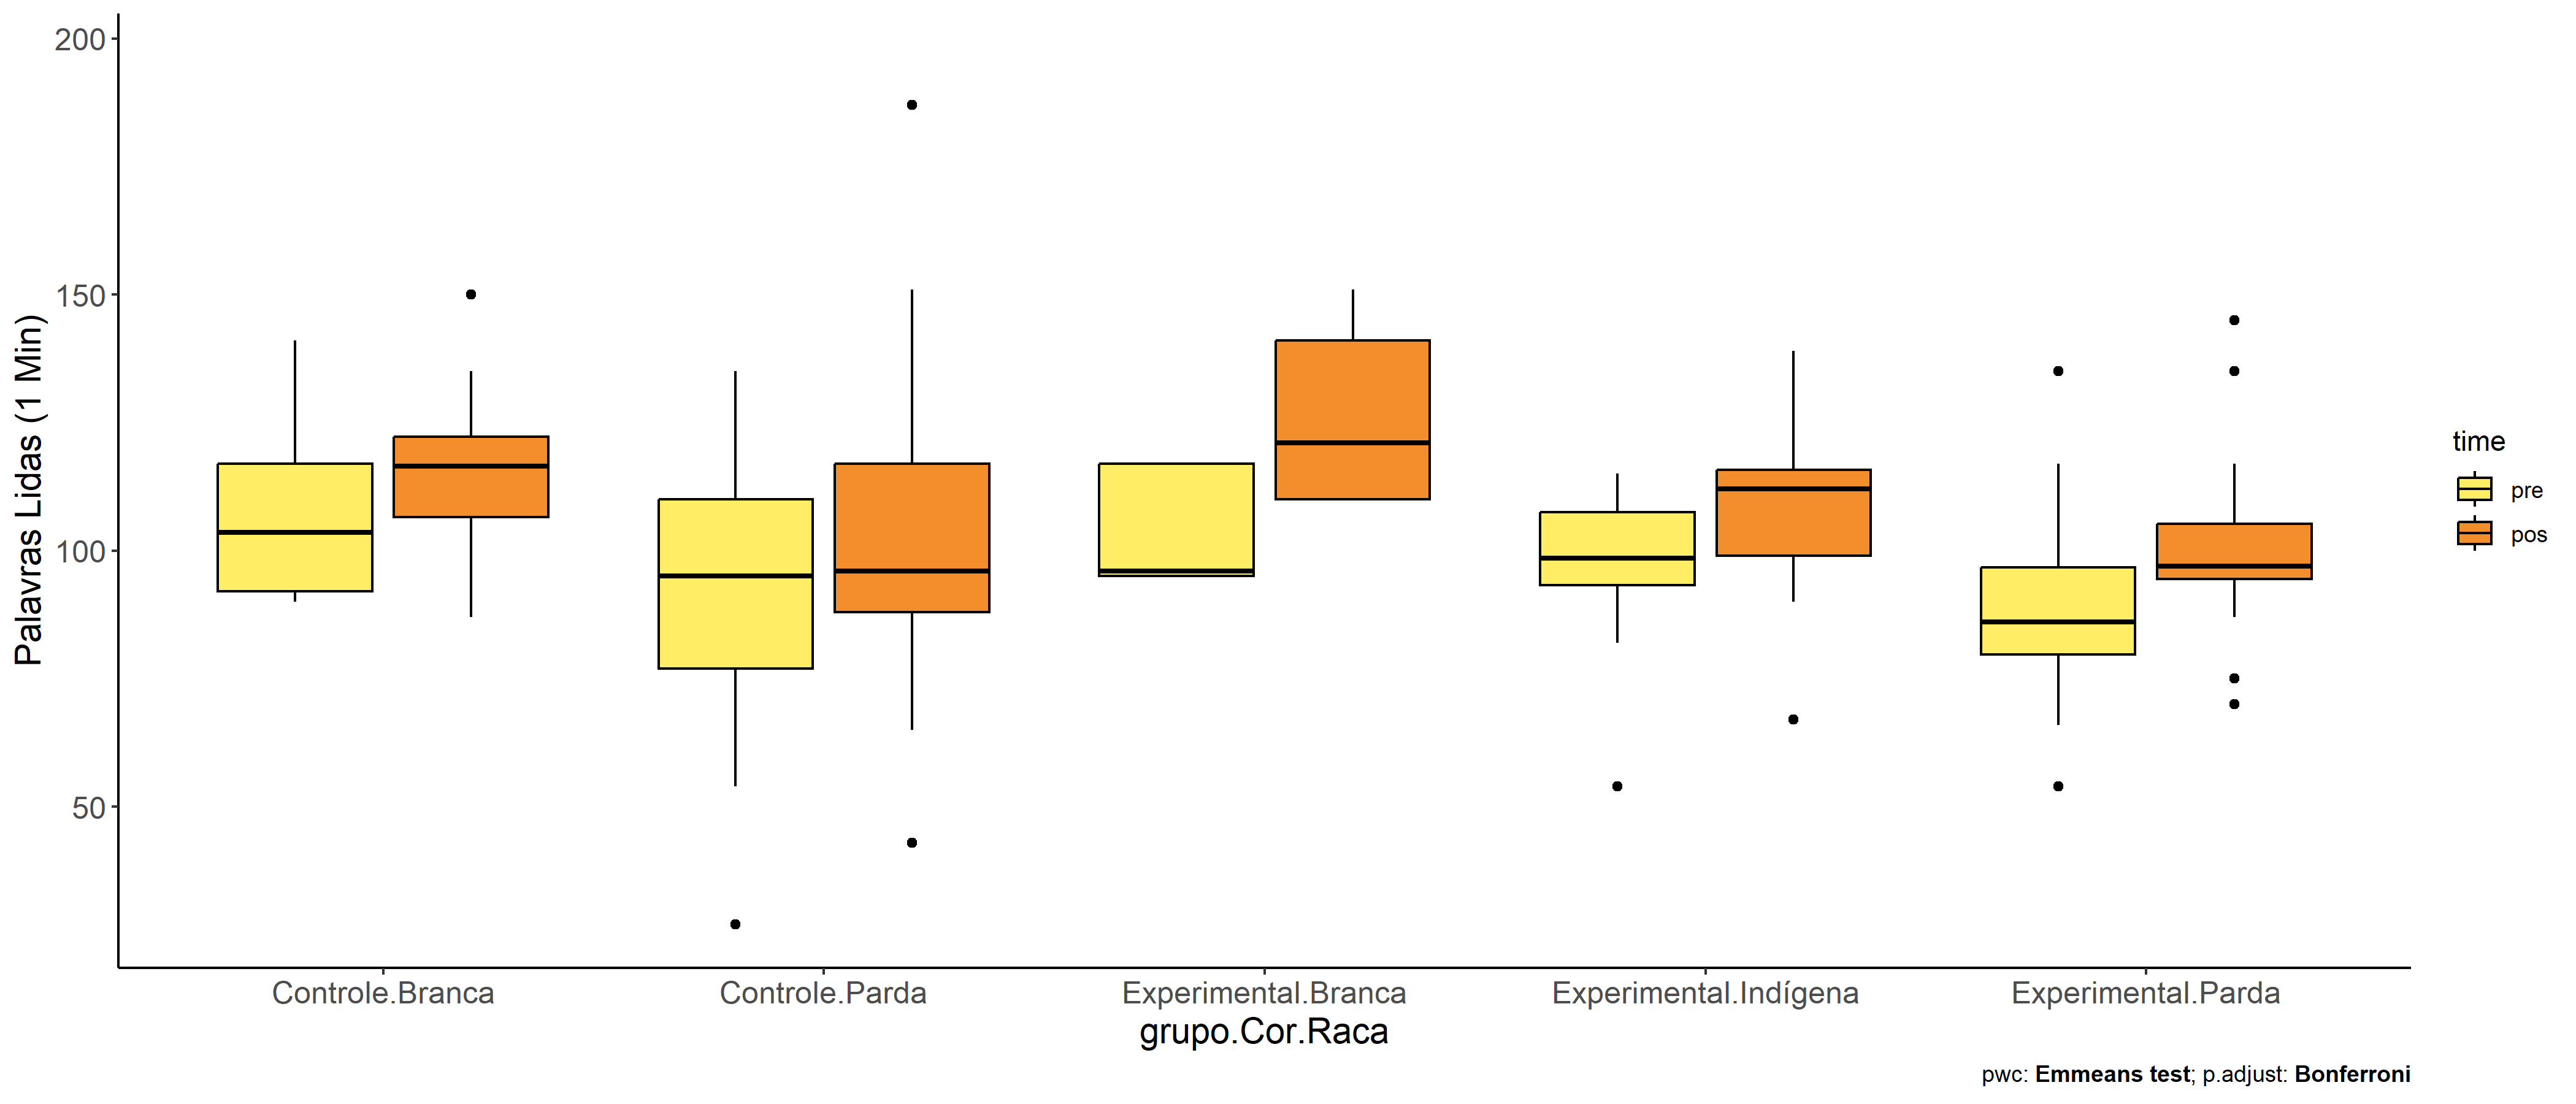 Palavras Lidas (1 Min)
200
150
100
50
Controle.Branca
Controle.Parda
Experimental.Branca
Experimental.Indígena
Experimental.Parda
grupo.Cor.Raca
time
pre
pos
pwc: Emmeans test; p.adjust: Bonferroni